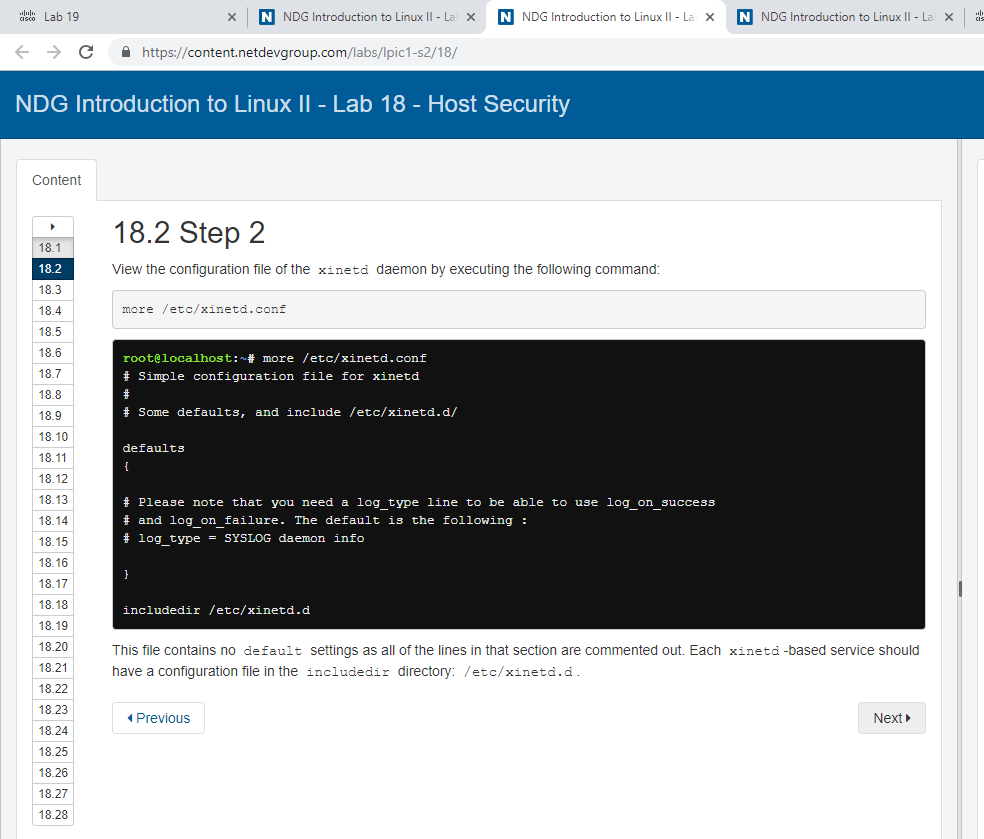 Lab 19
NDG Introduction to Linux II - La
NDG Introduction to Linux II - La
NDG Introduction to Linux II - La
https://content.netdevgroup.com/labs/lpic1-s2/18/
NDG Introduction to Linux II - Lab 18 - Host Security
Content
18.1
18.2
18.3
18.4
18.5
18.6
18.7
18.8
18.9
18.10
18.11
18.12
18.13
18.14
18.15
18.16
18.17
18.18
18.19
18.20
18.21
18.22
18.23
18.24
18.25
18.26
18.27
18.28
18.2 Step 2
View the configuration file of the xinetd daemon by executing the following command:
more /etc/xinetd.conf
root@localhost:~# more /etc/xinetd.conf
# Simple configuration file for xinetd
#
# Some defaults, and include /etc/xinetd.d/
defaults
{
# Please note that you need a log_type line to be able to use log_on_success
# and log_on_failure. The default is the following :
# log_type = SYSLOG daemon info
}
includedir /etc/xinetd.d
This file contains no default settings as all of the lines in that section are commented out. Each xinetd-based service should
have a configuration file in the includedir directory: /etc/xinetd.d.
Previous
Next